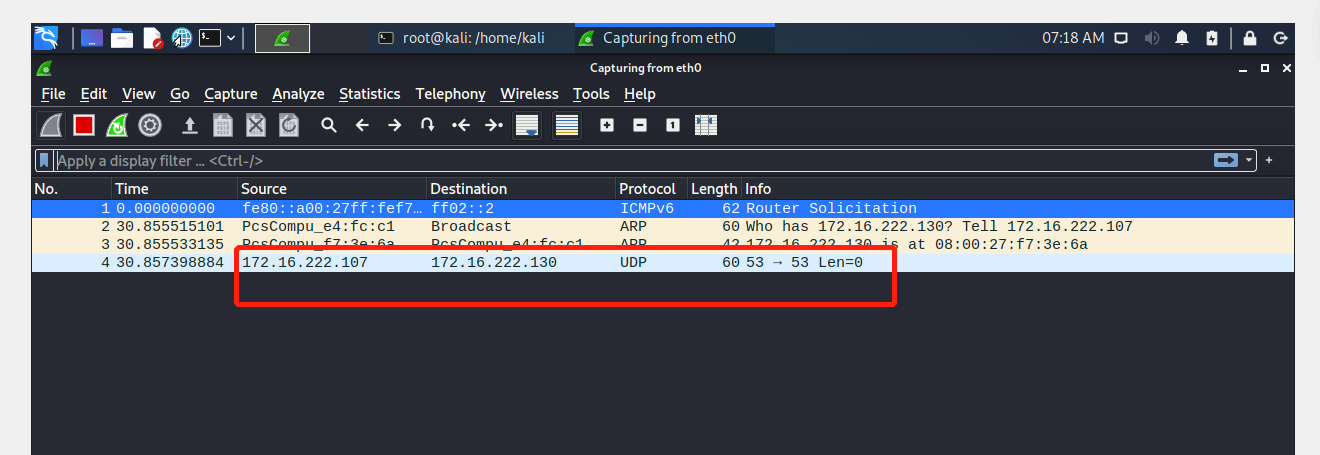 root@kali: /home/kali Capturing from eth0 07:18 AM
Capturing from eth0
File Edit View Go Capture Analyze Statistics Telephony Wireless Tools Help
Apply a display filter ... <Ctrl-/>
No. Time Source Destination Protocol Length Info
1 0.000000000 fe80::a00:27ff:fef7… ff02::2 ICMPv6 62 Router Solicitation
2 30.855515101 PcsCompu_e4:fc:c1 Broadcast ARP 60 Who has 172.16.222.130? Tell 172.16.222.107
3 30.855533135 PcsCompu_f7:3e:6a PcsCompu_e4:fc:c1 ARP 42 172.16.222.130 is at 08:00:27:f7:3e:6a
4 30.857398884 172.16.222.107 172.16.222.130 UDP 60 53 → 53 Len=0